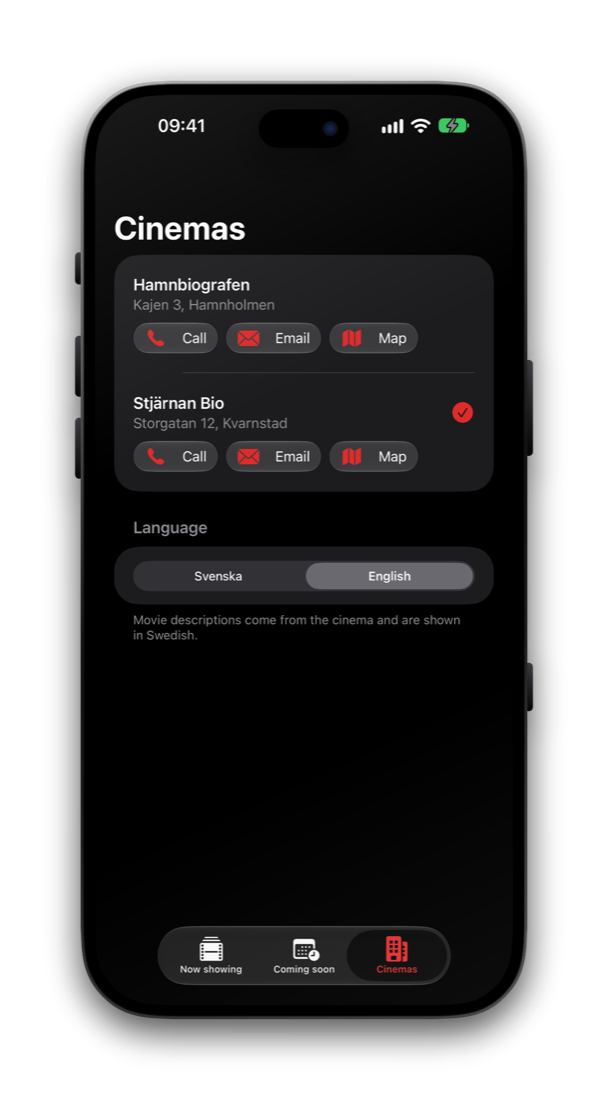 09:41
Cinemas
Hamnbiografen
Kajen 3, Hamnholmen
Call Email Map
Stjärnan Bio
Storgatan 12, Kvarnstad
Call Email Map
Language
Svenska English
Movie descriptions come from the cinema and are shown
in Swedish.
Now showing Coming soon Cinemas